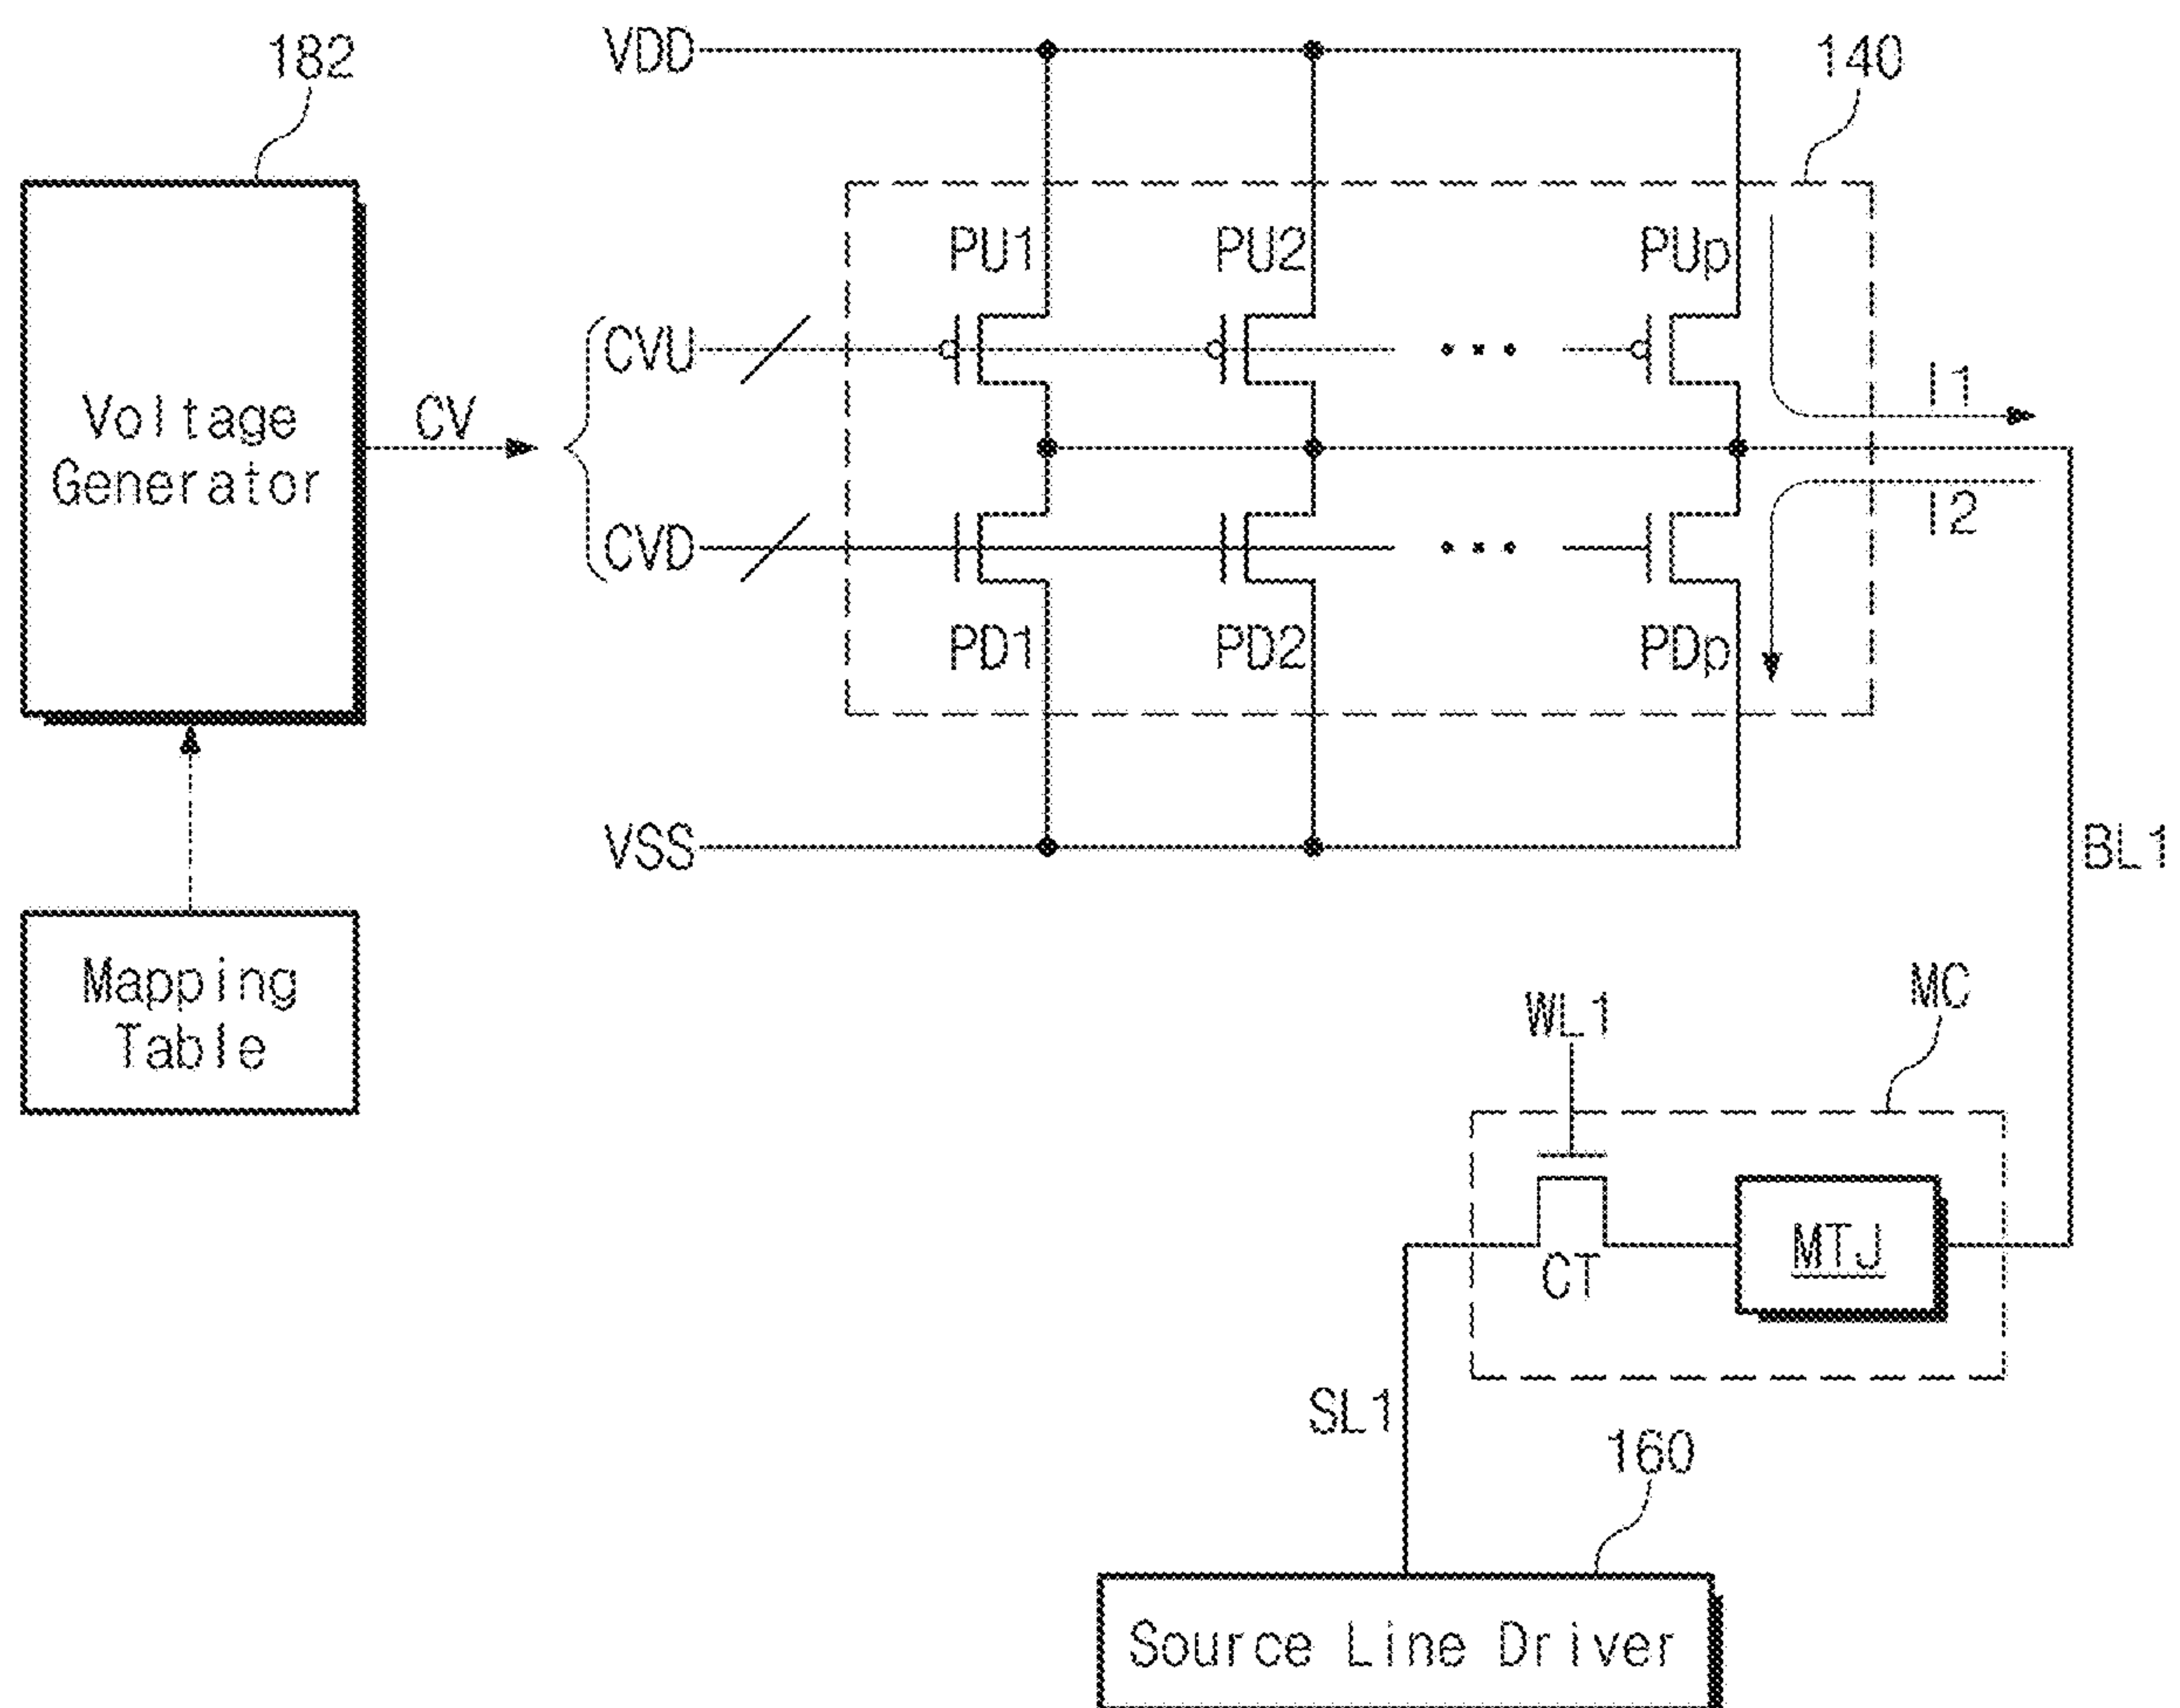 182
VDD
140
PU1
PU2
PUp
CVU
CV
CVD
I1
I2
Voltage
Generator
PD1
PD2
PDp
VSS
BL1
Mapping
Table
WL1
MC
MTJ
CT
SL1
160
Source Line Driver